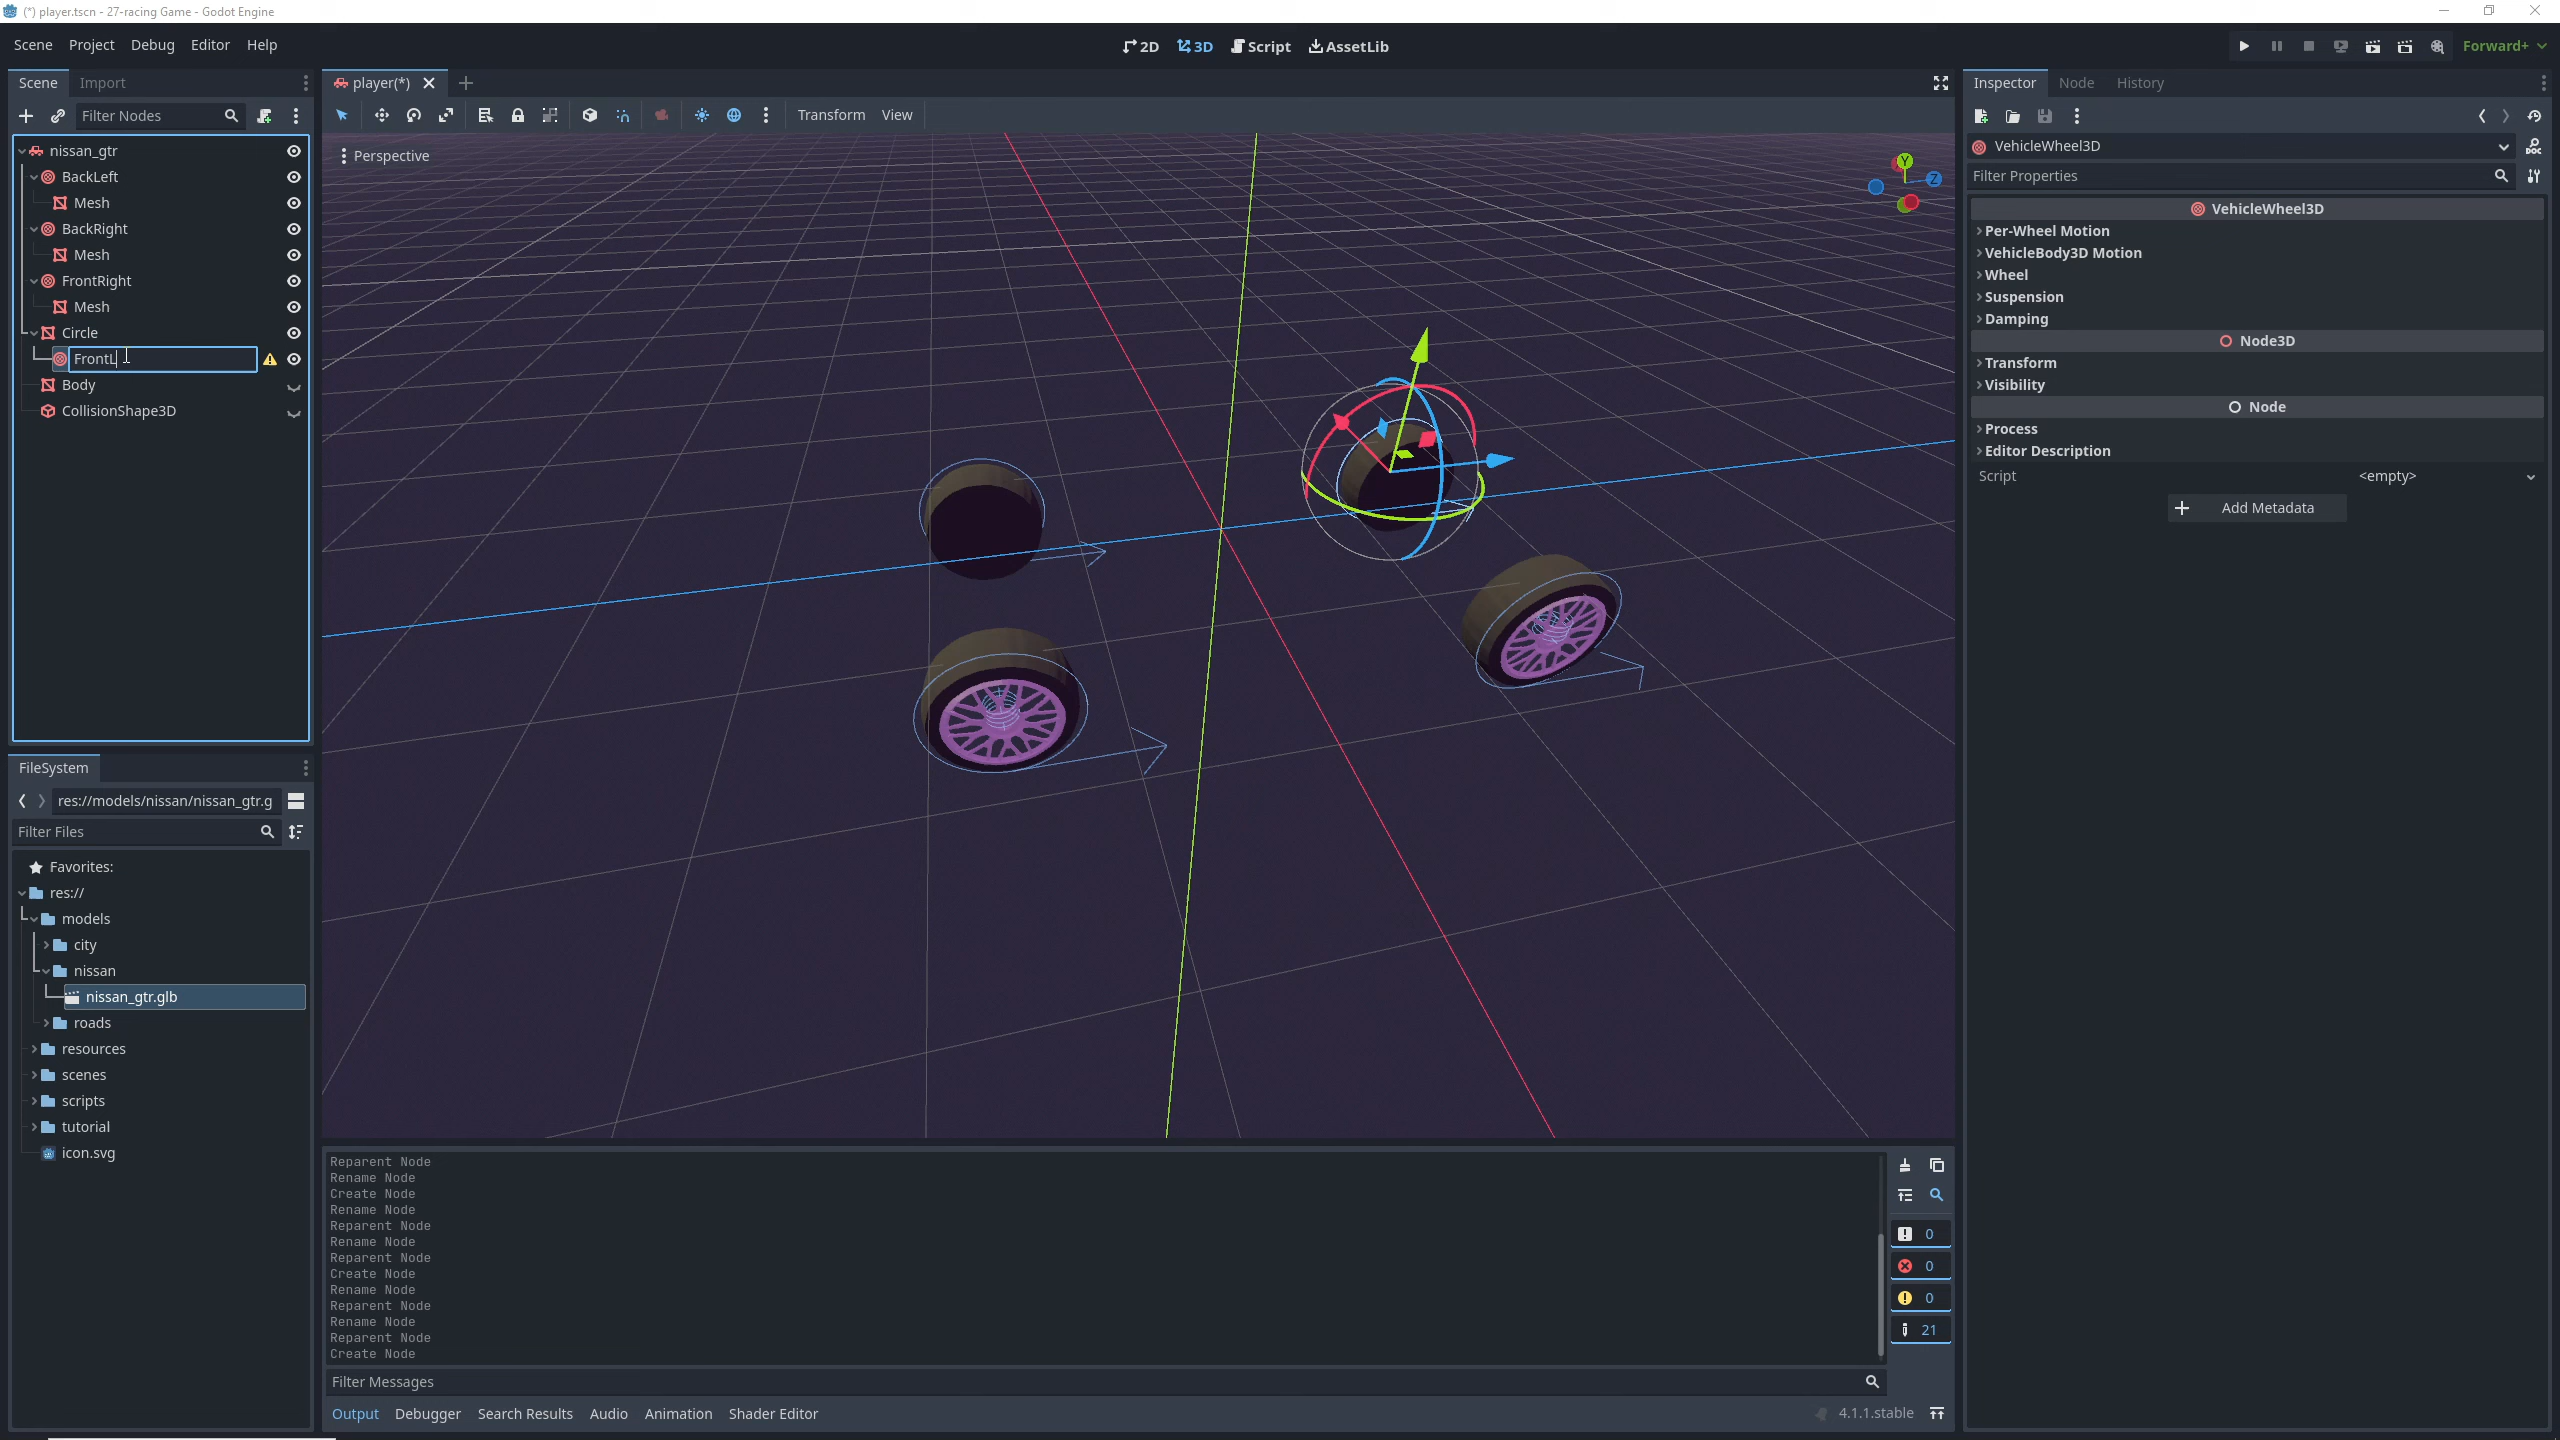 (*) player.tscn - 27-racing Game - Godot Engine
Scene Project Debug Editor Help
2D 3D Script AssetLib
Forward+
Scene Import
player(*)
Inspector Node History
Filter Nodes
Transform View
VehicleWheel3D
Filter Properties
nissan_gtr
BackLeft
Mesh
BackRight
Mesh
FrontRight
Mesh
Circle
FrontL
Body
CollisionShape3D
Perspective
Y
Z
VehicleWheel3D
Per-Wheel Motion
VehicleBody3D Motion
Wheel
Suspension
Damping
Node3D
Transform
Visibility
Node
Process
Editor Description
Script <empty>
Add Metadata
FileSystem
res://models/nissan/nissan_gtr.g
Filter Files
Favorites:
res://
models
city
nissan
nissan_gtr.glb
roads
resources
scenes
scripts
tutorial
icon.svg
Reparent Node
Rename Node
Create Node
Rename Node
Reparent Node
Rename Node
Reparent Node
Create Node
Rename Node
Reparent Node
Rename Node
Reparent Node
Create Node
0
0
0
21
Filter Messages
Output Debugger Search Results Audio Animation Shader Editor
4.1.1.stable